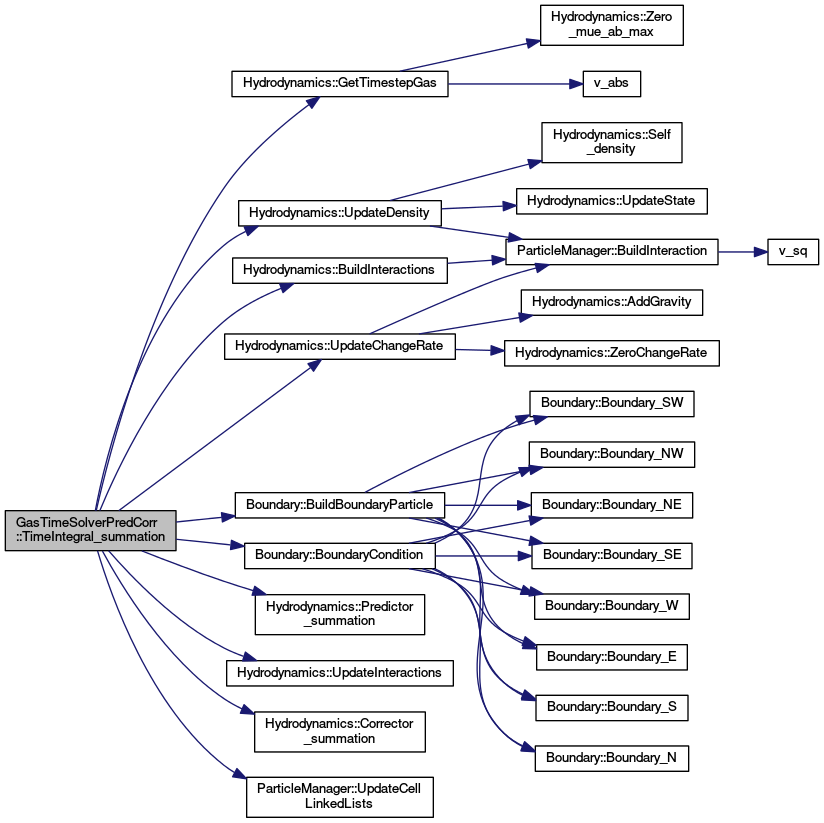 Hydrodynamics::Zero
_mue_ab_max
Hydrodynamics::GetTimestepGas
v_abs
Hydrodynamics::Self
_density
Hydrodynamics::UpdateState
Hydrodynamics::UpdateDensity
ParticleManager::BuildInteraction
v_sq
Hydrodynamics::BuildInteractions
Hydrodynamics::AddGravity
Hydrodynamics::UpdateChangeRate
Hydrodynamics::ZeroChangeRate
Boundary::Boundary_SW
Boundary::Boundary_NW
Boundary::BuildBoundaryParticle
Boundary::Boundary_NE
GasTimeSolverPredCorr
::TimeIntegral_summation
Boundary::BoundaryCondition
Boundary::Boundary_SE
Hydrodynamics::Predictor
_summation
Boundary::Boundary_W
Boundary::Boundary_E
Hydrodynamics::UpdateInteractions
Boundary::Boundary_S
Hydrodynamics::Corrector
_summation
Boundary::Boundary_N
ParticleManager::UpdateCell
LinkedLists